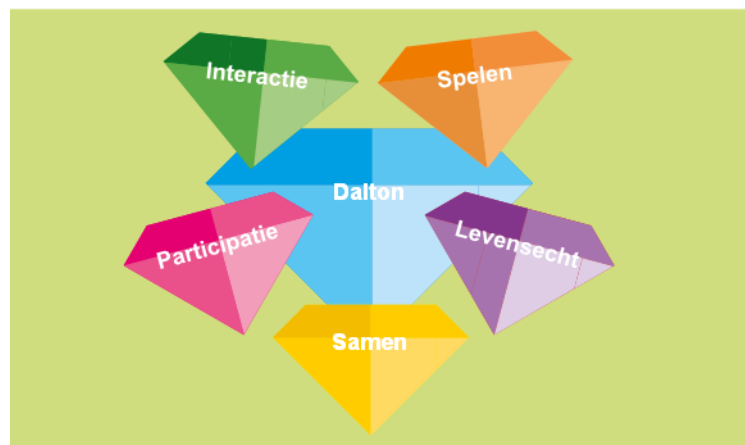 Interactie
Spelen
Dalton
Participatie
Levensecht
Samen